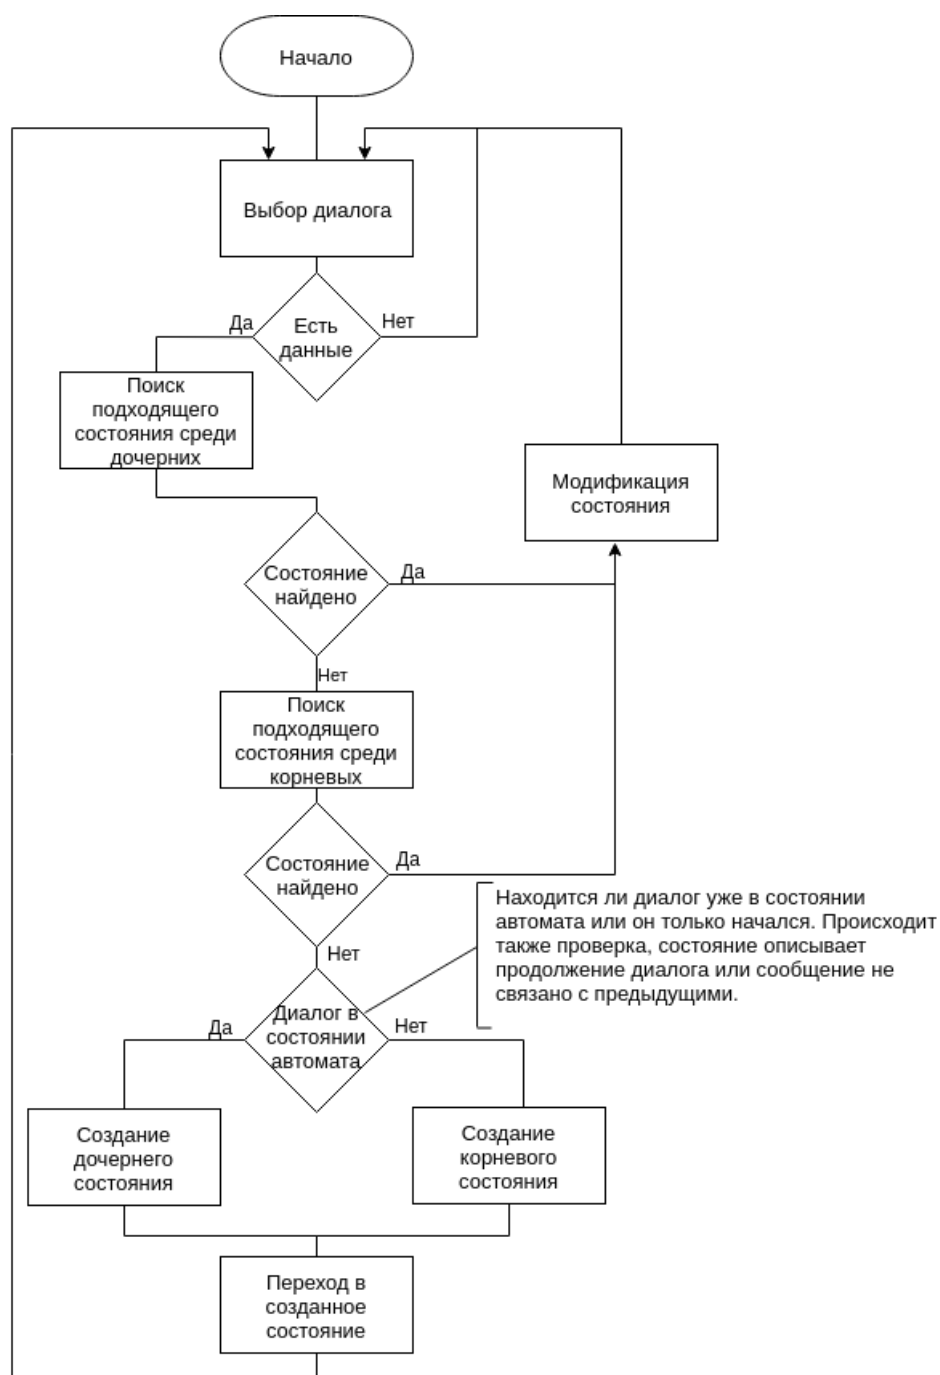 Начало
Выбор диалога
Да
Есть
данные
Нет
Поиск
подходящего
состояния среди
дочерних
Модификация
состояния
Состояние
найдено
Да
Нет
Поиск
подходящего
состояния среди
корневых
Состояние
найдено
Да
Находится ли диалог уже в состоянии
автомата или он только начался. Происходит
также проверка, состояние описывает
продолжение диалога или сообщение не
связано с предыдущими.
Нет
Да
Диалог в
состоянии
автомата
Нет
Создание
дочернего
состояния
Создание
корневого
состояния
Переход в
созданное
состояние